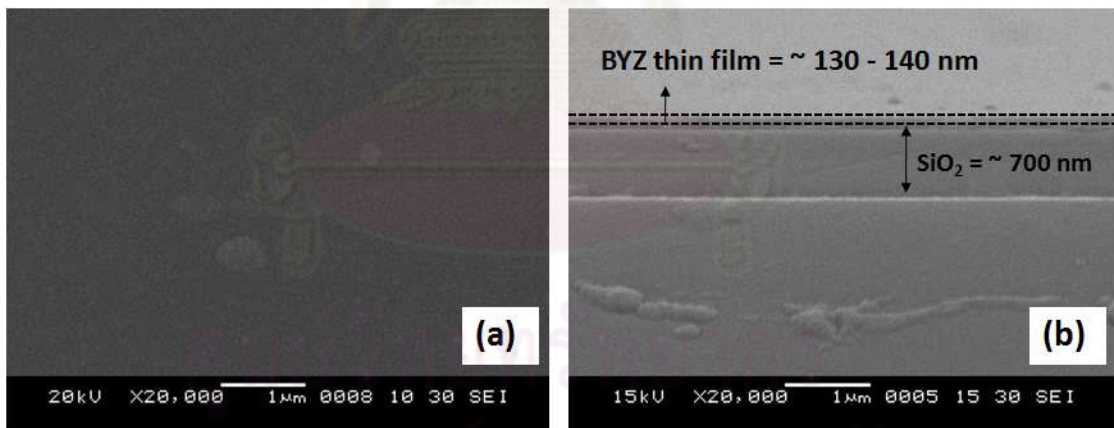 BYZ thin film = ~ 130 - 140 nm
SiO₂ = ~ 700 nm
(a)
(b)
20kV X20,000 1μm 0008 10 30 SEI
15kV X20,000 1μm 0005 15 30 SEI